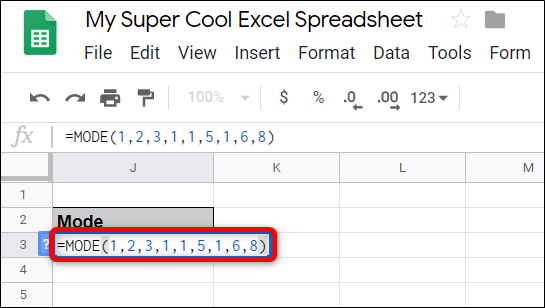 My Super Cool Excel Spreadsheet
File Edit View Insert Format Data Tools Form
100% $ % .0 .00 123
fx =MODE(1,2,3,1,1,5,1,6,8)
J K L M
1
2 Mode
3 ? =MODE(1,2,3,1,1,5,1,6,8)
4
5